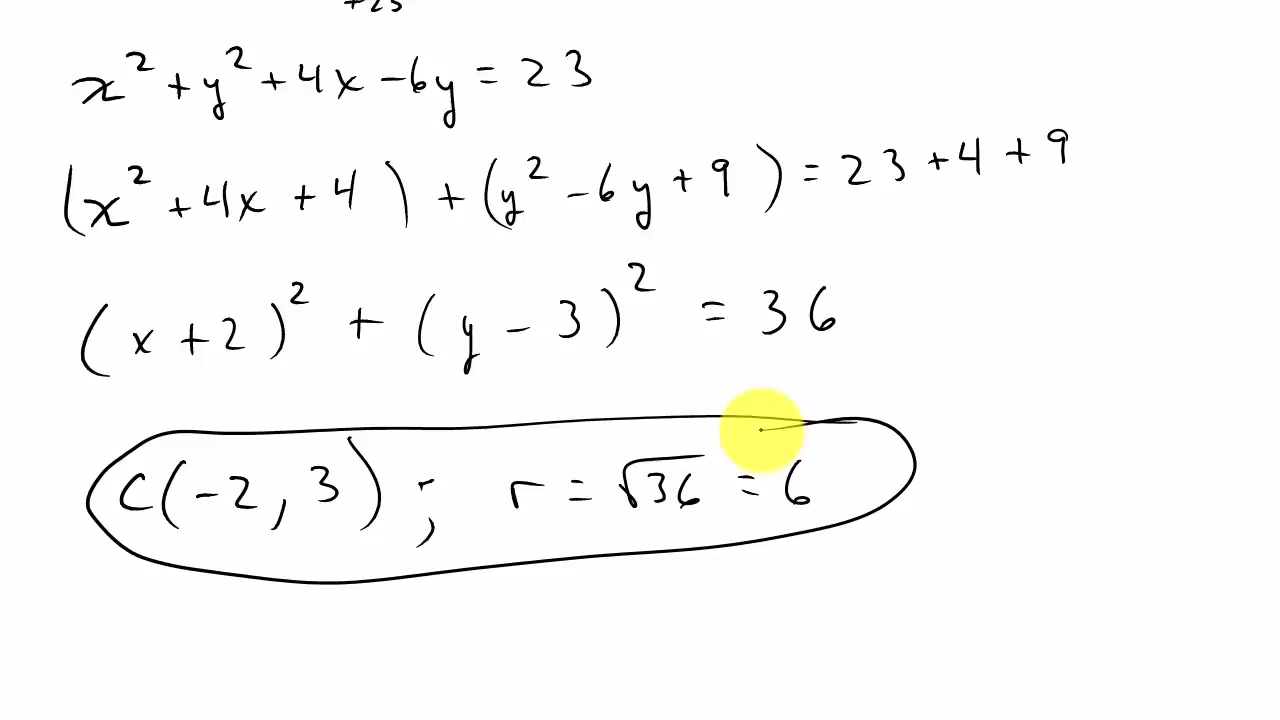 x² + y² + 4x - 6y = 23
(x² + 4x + 4) + (y² - 6y + 9) = 23 + 4 + 9
(x + 2)² + (y - 3)² = 36
C(-2, 3) ; r = √36 = 6